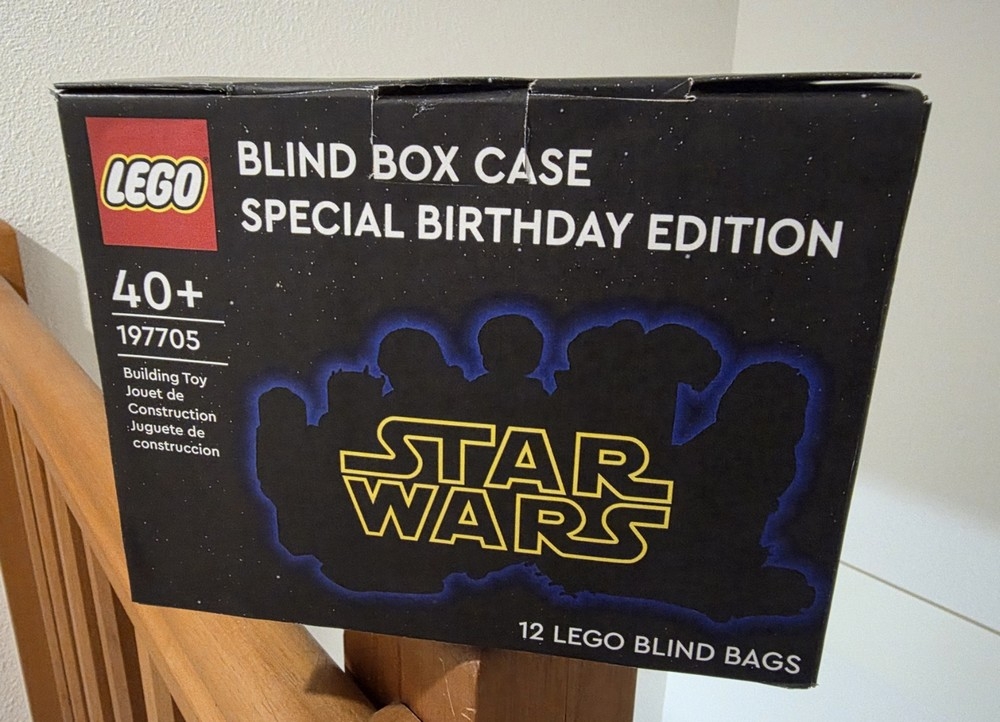 LEGO
BLIND BOX CASE
SPECIAL BIRTHDAY EDITION
40+
197705
Building Toy
Jouet de
Construction
Juguete de
construccion
STAR
WARS
12 LEGO BLIND BAGS